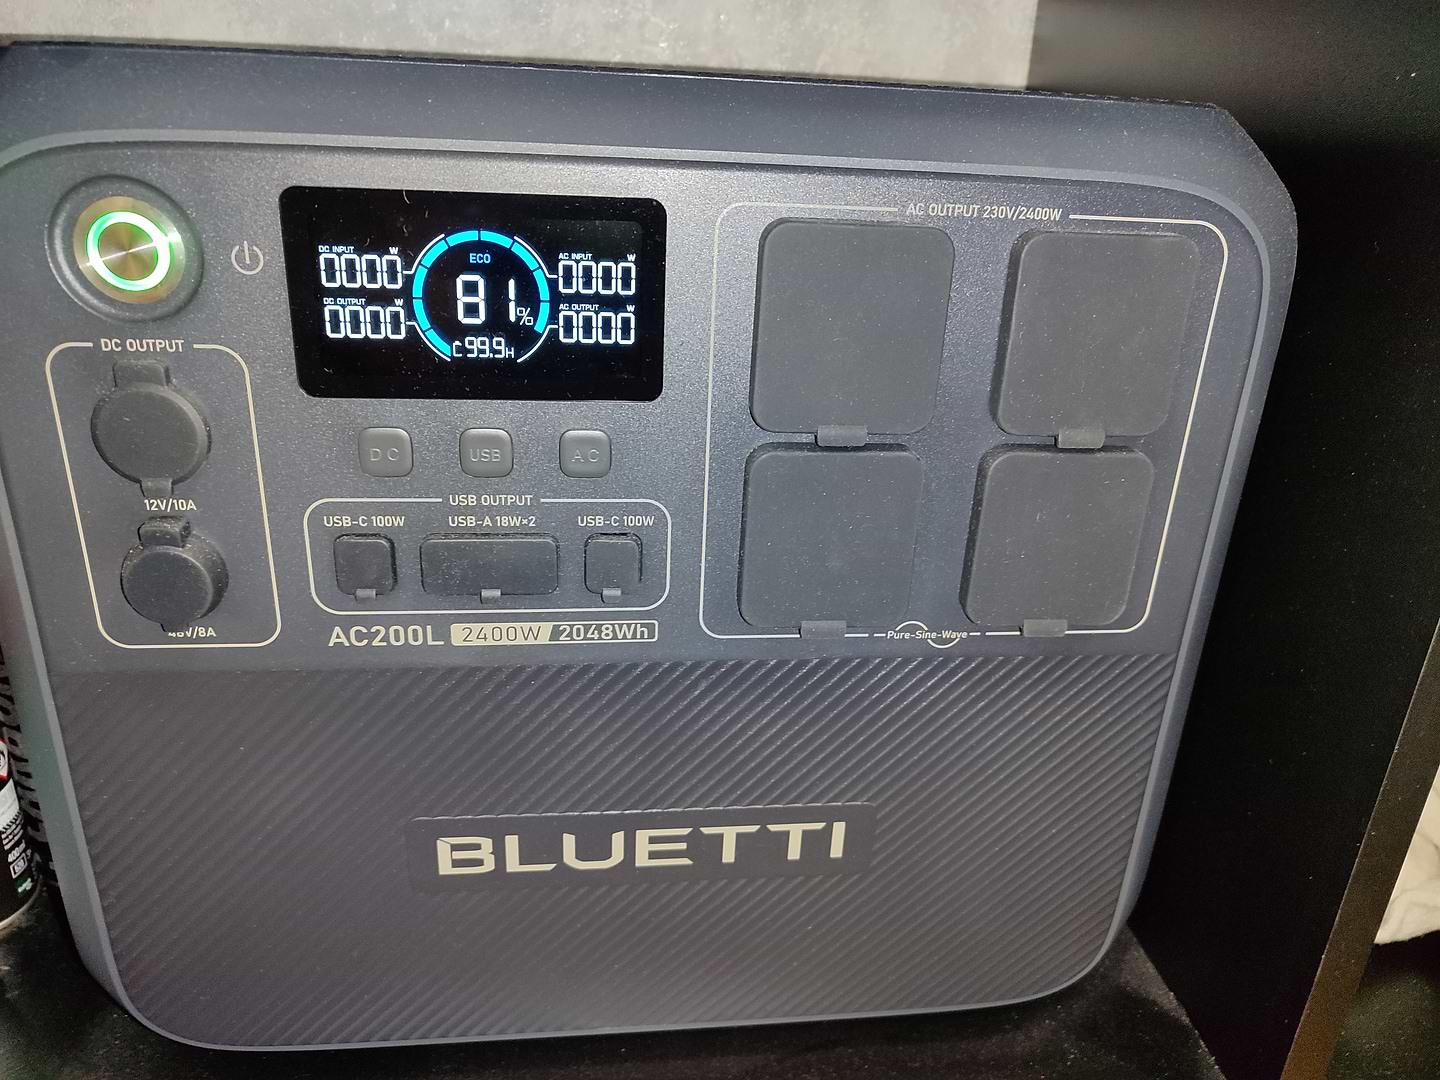 AC OUTPUT 230V/2400W
DC INPUT W
0000
ECO
AC INPUT W
0000
81%
DC OUTPUT W
0000
AC OUTPUT W
0000
99.9H
DC OUTPUT
12V/10A
48V/8A
DC
USB
AC
USB OUTPUT
USB-C 100W
USB-A 18W×2
USB-C 100W
AC200L 2400W 2048Wh
Pure-Sine-Wave
BLUETTI